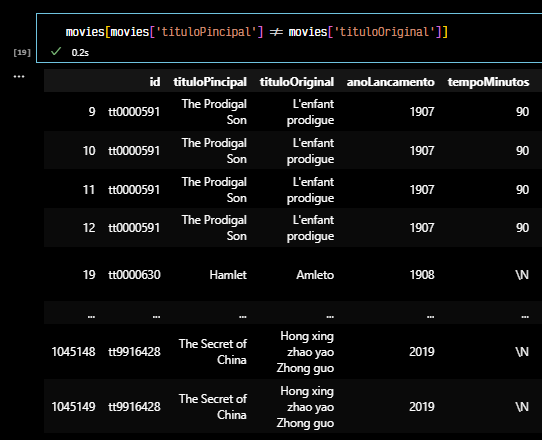 movies[movies['tituloPincipal'] != movies['tituloOriginal']]
[19]
0.2s
...
id tituloPincipal tituloOriginal anoLancamento tempoMinutos
9 tt0000591 The Prodigal Son L'enfant prodigue 1907 90
10 tt0000591 The Prodigal Son L'enfant prodigue 1907 90
11 tt0000591 The Prodigal Son L'enfant prodigue 1907 90
12 tt0000591 The Prodigal Son L'enfant prodigue 1907 90
19 tt0000630 Hamlet Amleto 1908 \N
... ... ... ... ... ...
1045148 tt9916428 The Secret of China Hong xing zhao yao Zhong guo 2019 \N
1045149 tt9916428 The Secret of China Hong xing zhao yao Zhong guo 2019 \N